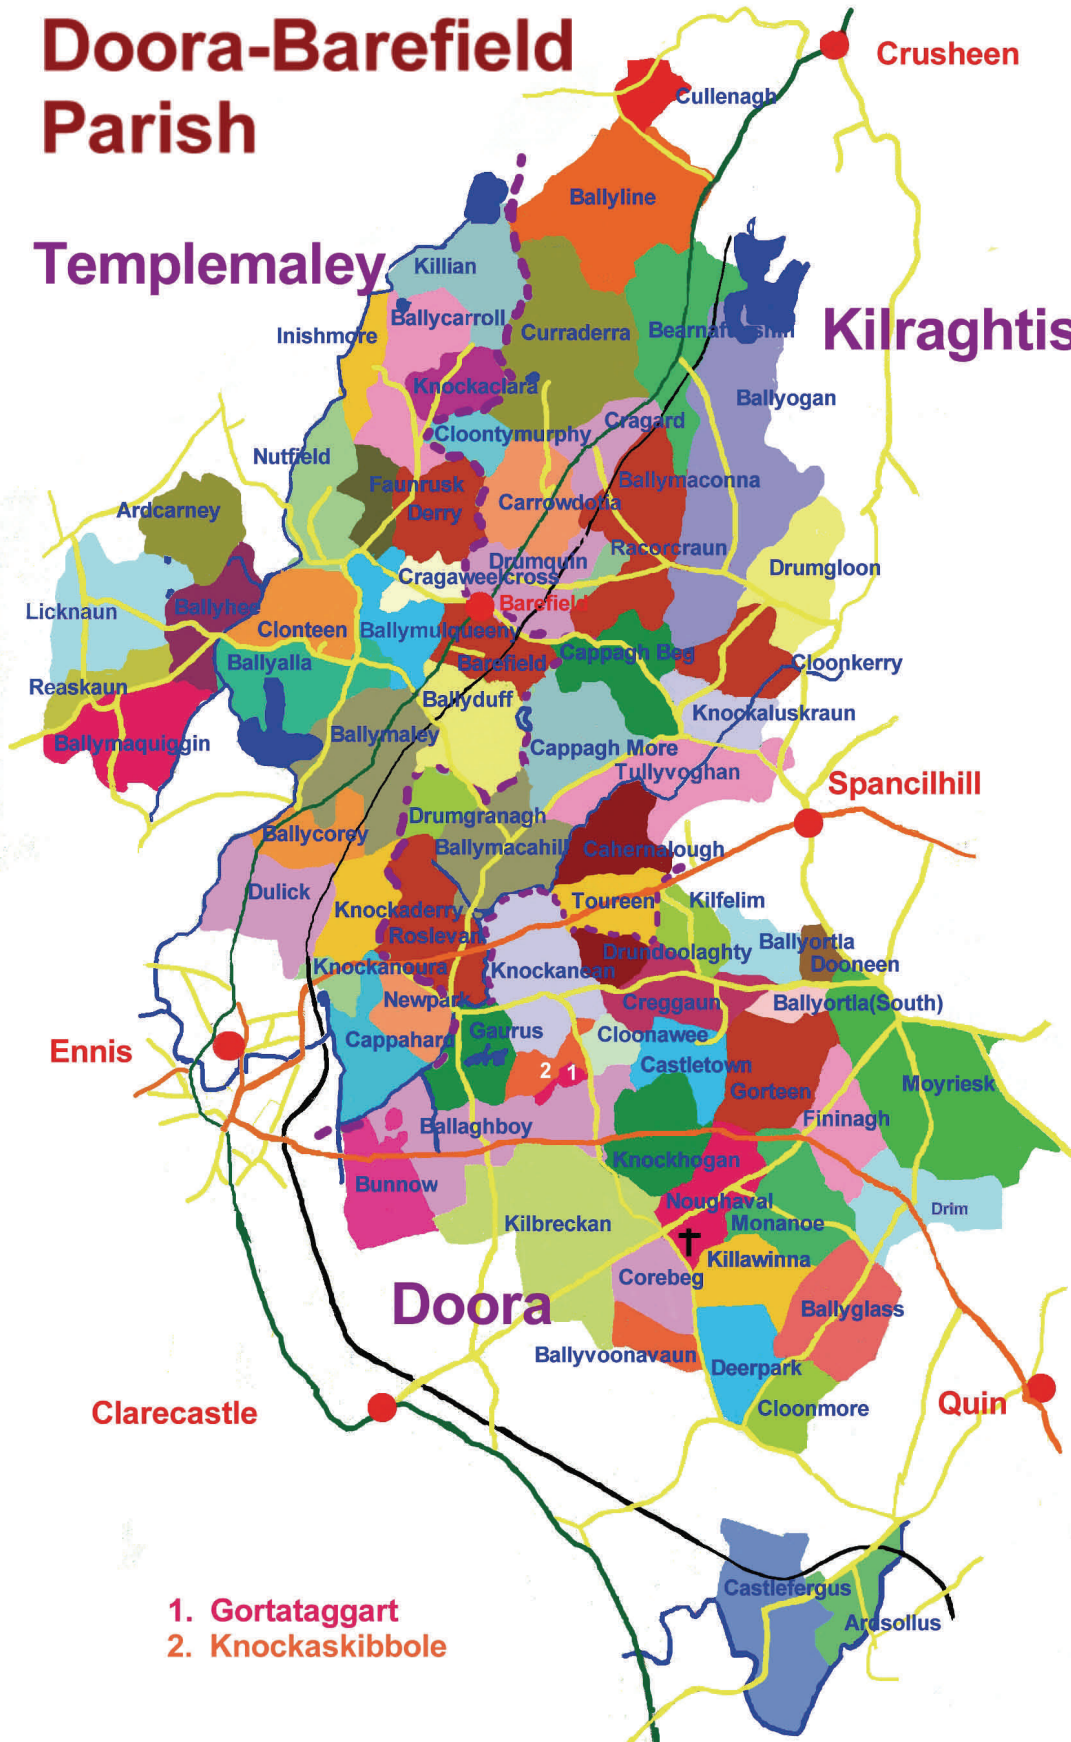 Doora-Barefield
Parish
Crusheen
Cullenagh
Ballyline
Templemaley
Killian
Kilraghtis
Ballycarroll
Inishmore
Curraderra
Knockaclara
Ballyogan
Cragard
Cloontymurphy
Nutfield
Faunrusk
Ballymaconna
Ardcarney
Carrowdotia
Derry
Racorcraun
Drumquin
Drumgloon
Cragaweelcross
Barefield
Licknaun
Ballyhee
Clonteen
Ballymulqueeny
Ballyalla
Barefield
Cappagh Beg
Cloonkerry
Reaskaun
Ballyduff
Knockaluskraun
Ballymaquiggin
Ballymaley
Cappagh More
Tullyvoghan
Spancilhill
Drumgranagh
Ballycorey
Ballymacahill
Cahernalough
Dulick
Toureen
Kilfelim
Knockaderry
Roslevan
Drundoolaghty
Ballyortla
Dooneen
Knockanoura
Knockanean
Newpark
Creggaun
Ballyortla(South)
Gaurus
Cloonawee
Cappahard
Ennis
2 1
Castletown
Gorteen
Moyriesk
Fininagh
Ballaghboy
Knockhogan
Bunnow
Noughaval
Drim
Kilbreckan
Monanoe
Killawinna
Corebeg
Doora
Ballyglass
Ballyvoonavaun
Deerpark
Quin
Clarecastle
Cloonmore
Castlefergus
Ardsollus
1. Gortataggart
2. Knockaskibbole